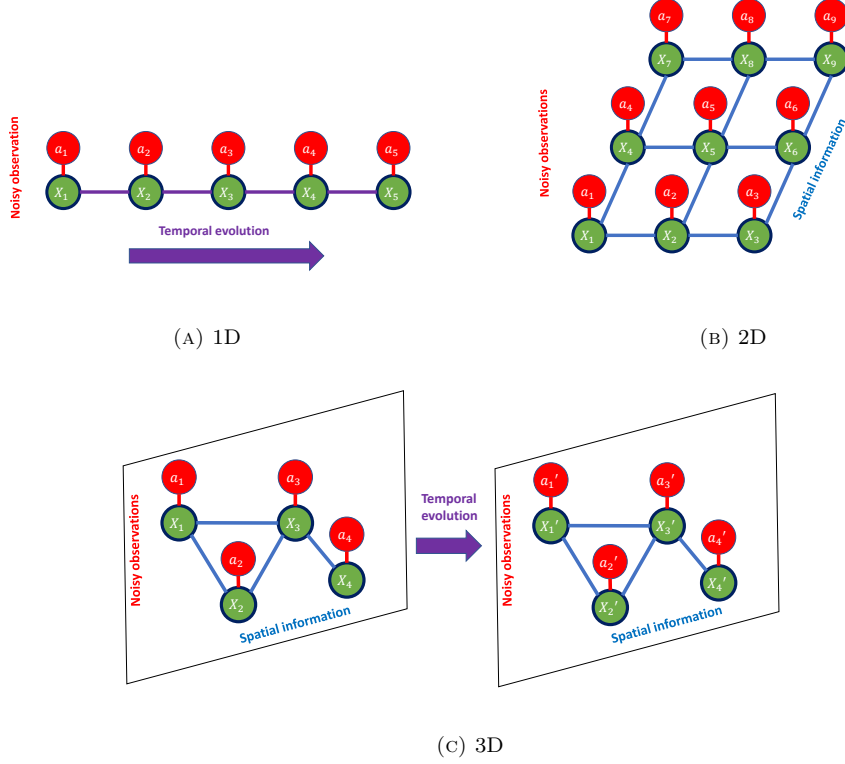 Noisy observation
a₁ a₂ a₃ a₄ a₅
X₁ X₂ X₃ X₄ X₅
Temporal evolution
(A) 1D
Noisy observations
a₇ a₈ a₉
X₇ X₈ X₉
a₄ a₅ a₆
X₄ X₅ X₆
a₁ a₂ a₃
X₁ X₂ X₃
Spatial information
(B) 2D
Noisy observations
a₁ a₃
X₁ X₃
a₂ a₄
X₂ X₄
Spatial information
Temporal
evolution
Noisy observations
a₁′ a₃′
X₁′ X₃′
a₂′ a₄′
X₂′ X₄′
Spatial information
(C) 3D